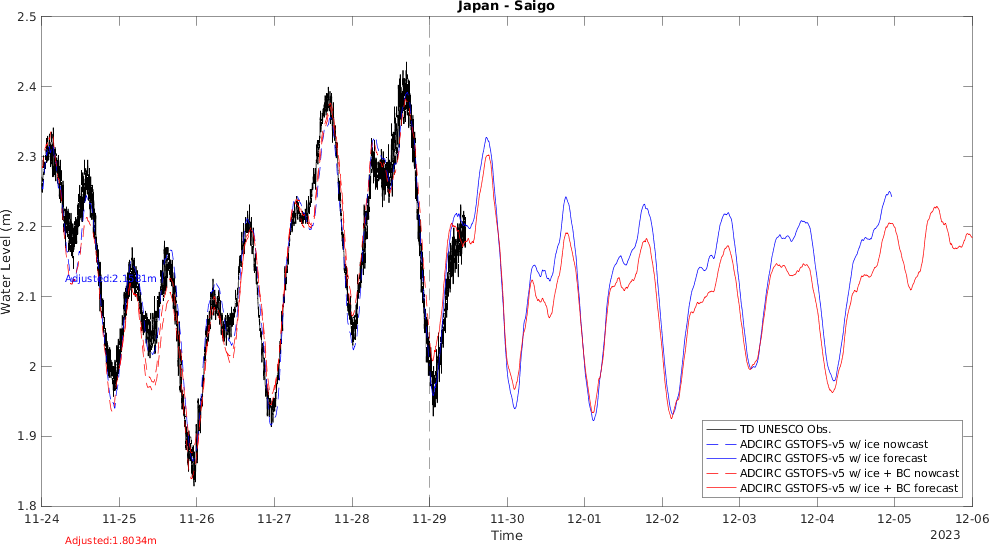 Japan - Saigo
2.5
2.4
2.3
2.2
2.1
2
1.9
1.8
Water Level (m)
TD UNESCO Obs.
ADCIRC GSTOFS-v5 w/ ice nowcast
ADCIRC GSTOFS-v5 w/ ice forecast
ADCIRC GSTOFS-v5 w/ ice + BC nowcast
ADCIRC GSTOFS-v5 w/ ice + BC forecast
11-24 11-25 11-26 11-27 11-28 11-29 11-30 12-01 12-02 12-03 12-04 12-05 12-06
Time
2023
Adjusted:1.8034m